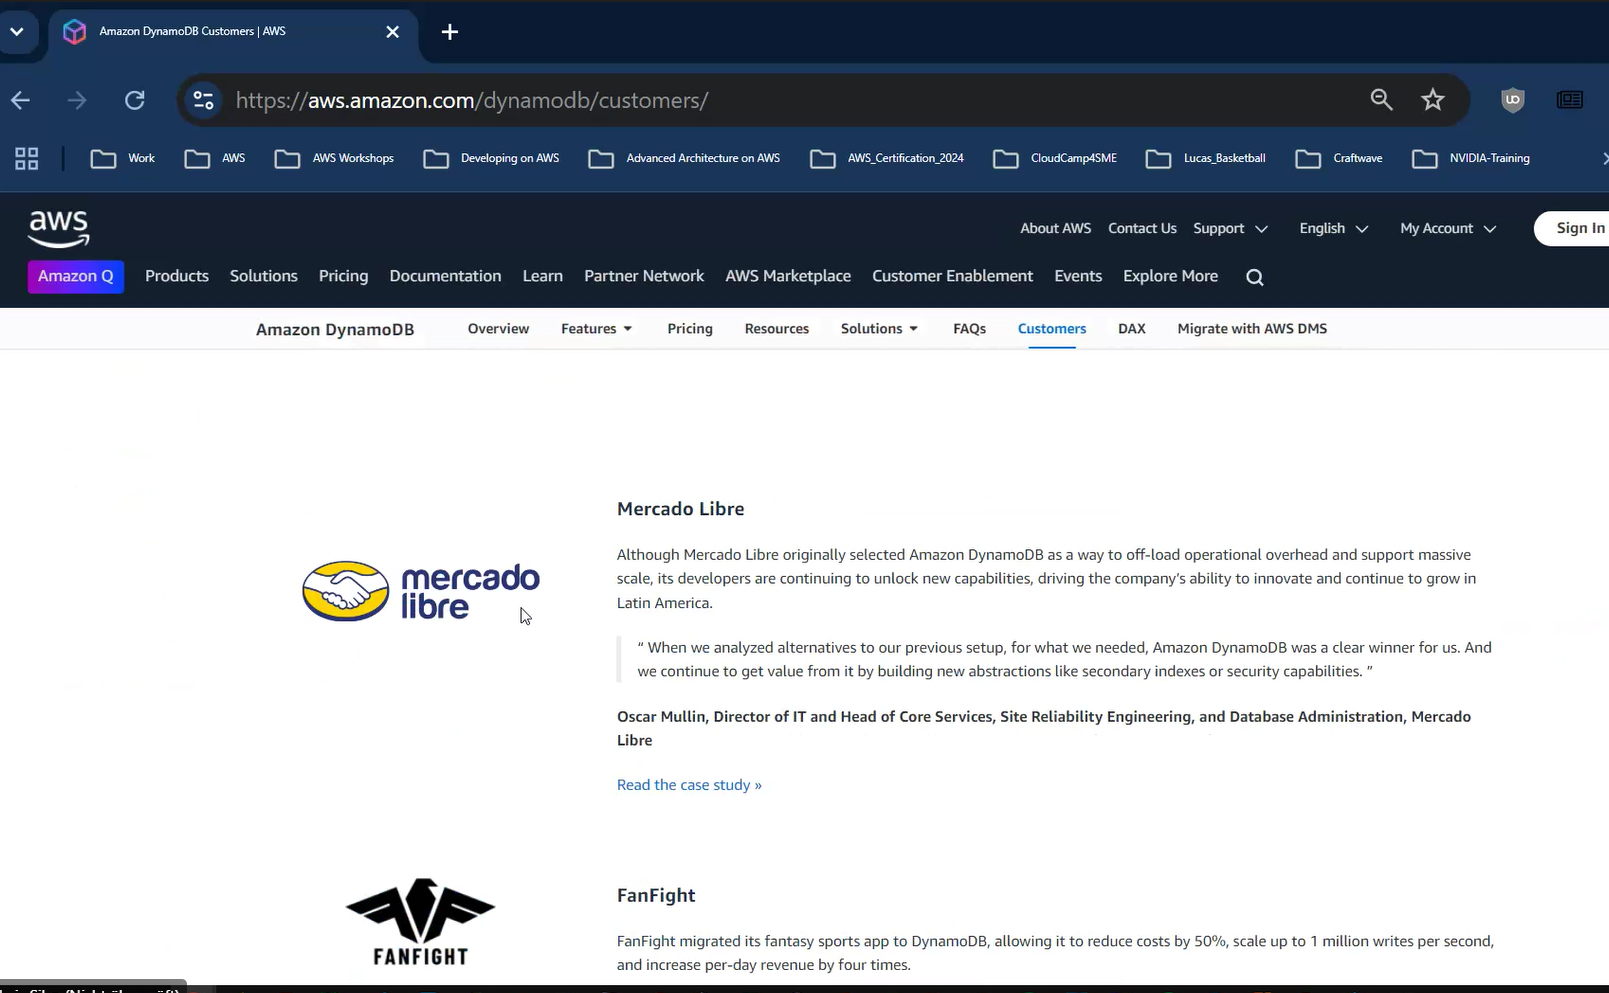 Amazon DynamoDB Customers | AWS
https://aws.amazon.com/dynamodb/customers/
Work AWS AWS Workshops Developing on AWS Advanced Architecture on AWS AWS_Certification_2024 CloudCamp4SME Lucas_Basketball Craftwave NVIDIA-Training
aws
About AWS Contact Us Support English My Account Sign In
Amazon Q Products Solutions Pricing Documentation Learn Partner Network AWS Marketplace Customer Enablement Events Explore More
Amazon DynamoDB Overview Features Pricing Resources Solutions FAQs Customers DAX Migrate with AWS DMS
Mercado Libre
Although Mercado Libre originally selected Amazon DynamoDB as a way to off-load operational overhead and support massive
scale, its developers are continuing to unlock new capabilities, driving the company's ability to innovate and continue to grow in
Latin America.
mercado
libre
“ When we analyzed alternatives to our previous setup, for what we needed, Amazon DynamoDB was a clear winner for us. And
we continue to get value from it by building new abstractions like secondary indexes or security capabilities. ”
Oscar Mullin, Director of IT and Head of Core Services, Site Reliability Engineering, and Database Administration, Mercado
Libre
Read the case study »
FANFIGHT
FanFight
FanFight migrated its fantasy sports app to DynamoDB, allowing it to reduce costs by 50%, scale up to 1 million writes per second,
and increase per-day revenue by four times.